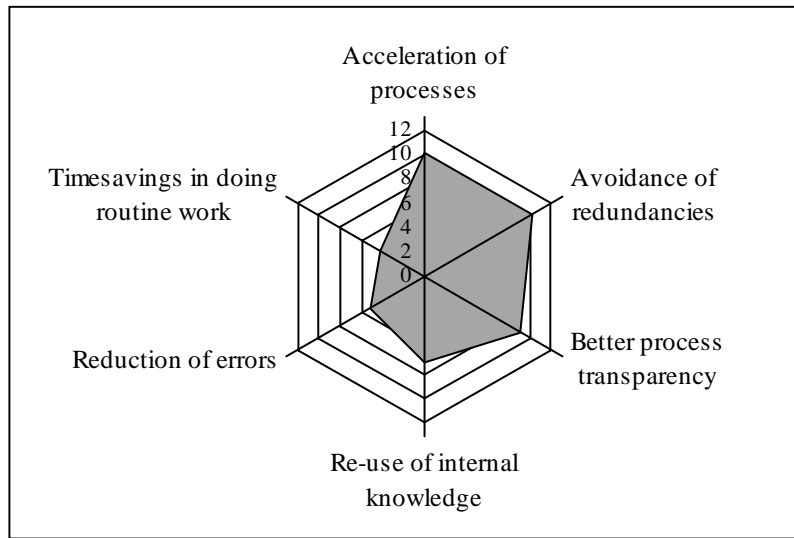 Acceleration of
processes
12
10
8
6
4
2
0
Timesavings in doing
routine work
Avoidance of
redundancies
Reduction of errors
Better process
transparency
Re-use of internal
knowledge